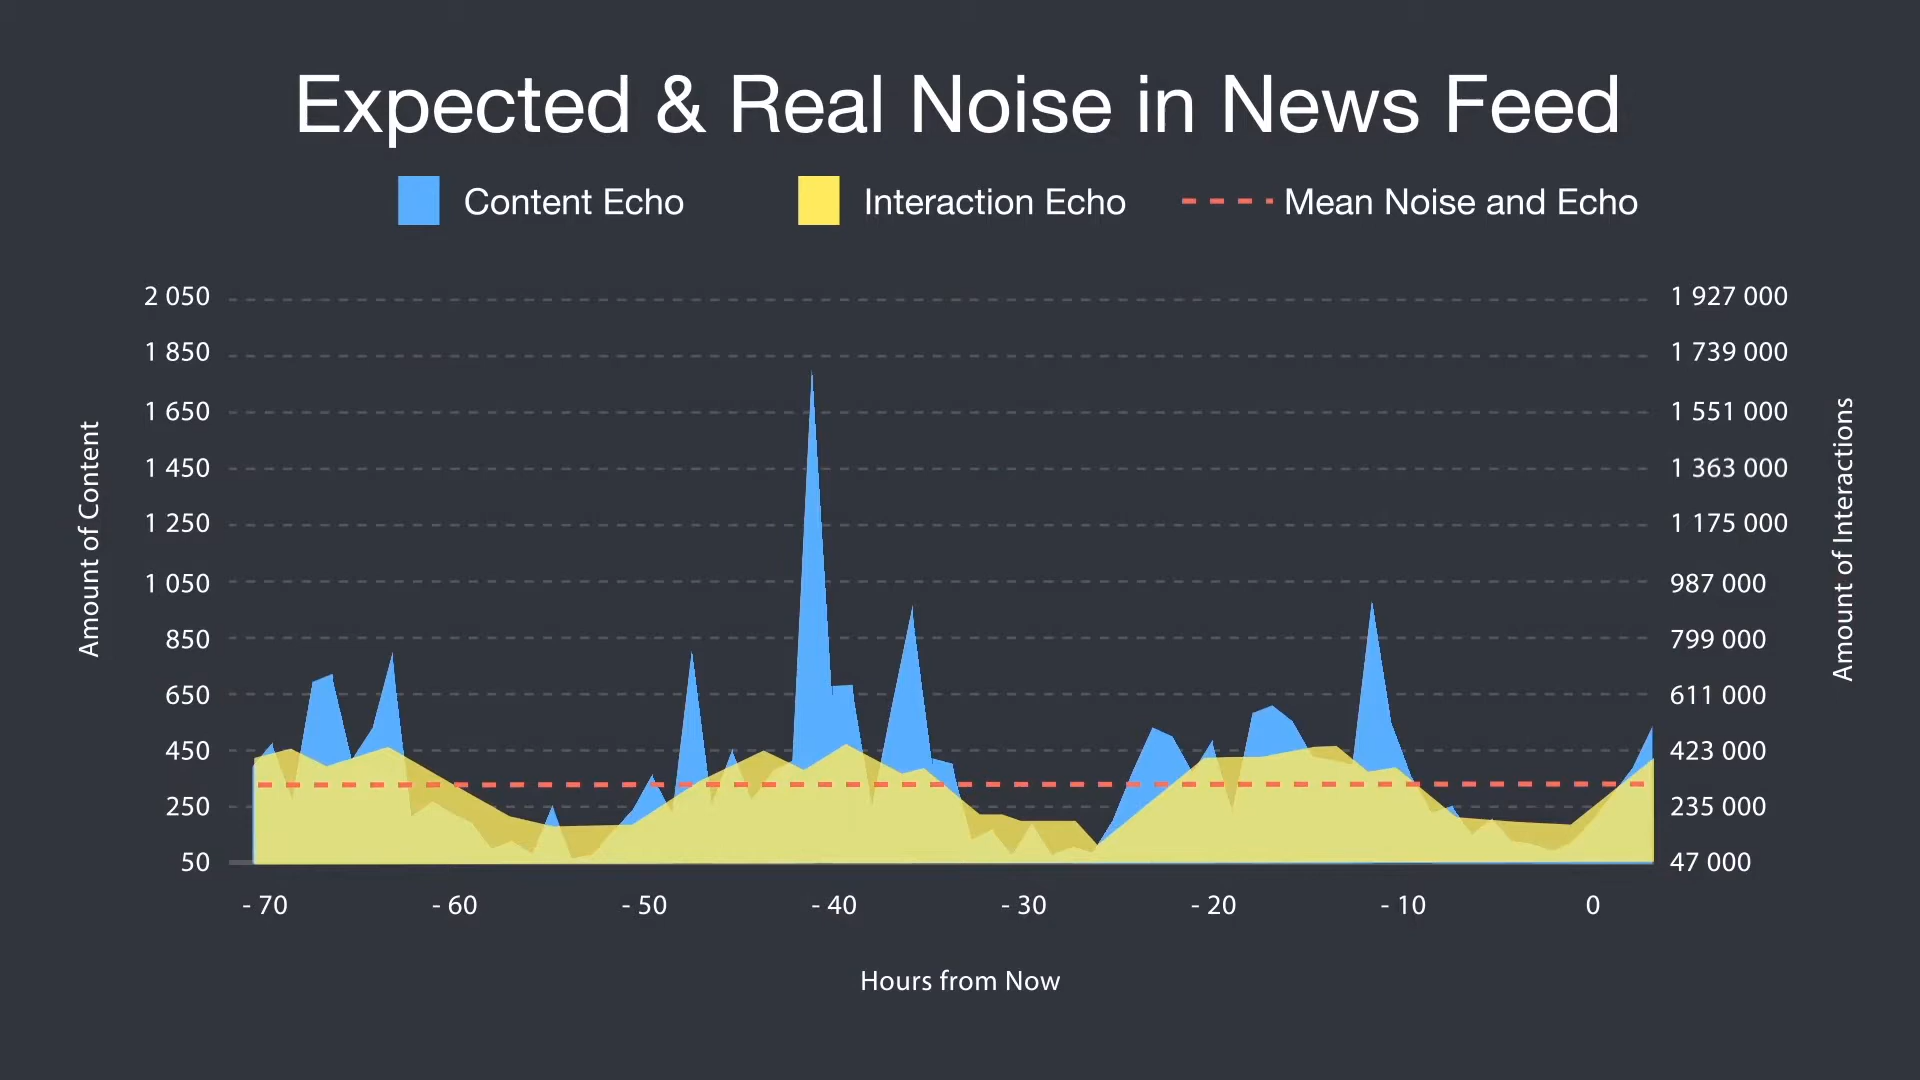 Expected & Real Noise in News Feed
Content Echo
Interaction Echo
Mean Noise and Echo
2 050
1 850
1 650
1 450
1 250
1 050
850
650
450
250
50
Amount of Content
1 927 000
1 739 000
1 551 000
1 363 000
1 175 000
987 000
799 000
611 000
423 000
235 000
47 000
Amount of Interactions
- 70
- 60
- 50
- 40
- 30
- 20
- 10
0
Hours from Now